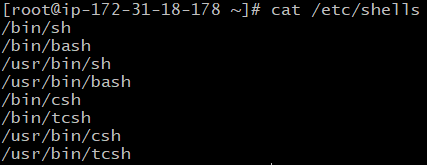 [root@ip-172-31-18-178 ~]# cat /etc/shells
/bin/sh
/bin/bash
/usr/bin/sh
/usr/bin/bash
/bin/csh
/bin/tcsh
/usr/bin/csh
/usr/bin/tcsh